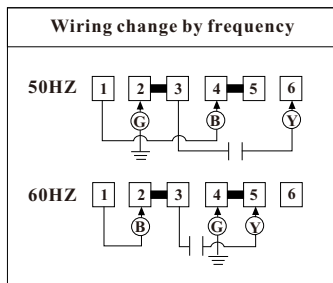 Wiring change by frequency
50HZ 1 2 3 4 5 6
G B Y
60HZ 1 2 3 4 5 6
B G Y